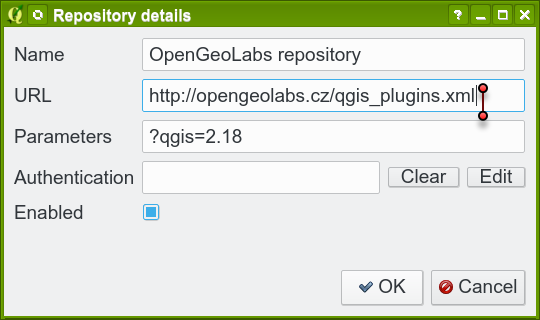 Repository details
Name OpenGeoLabs repository
URL http://opengeolabs.cz/qgis_plugins.xml
Parameters ?qgis=2.18
Authentication Clear Edit
Enabled
OK Cancel